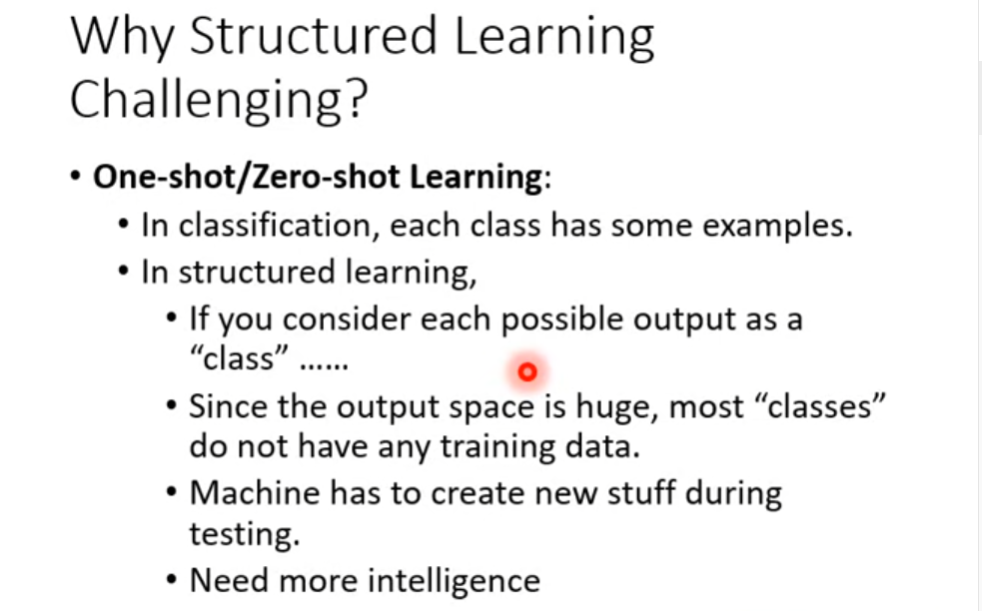 Why Structured Learning
Challenging?
• One-shot/Zero-shot Learning:
• In classification, each class has some examples.
• In structured learning,
• If you consider each possible output as a
“class” ......
• Since the output space is huge, most “classes”
do not have any training data.
• Machine has to create new stuff during
testing.
• Need more intelligence